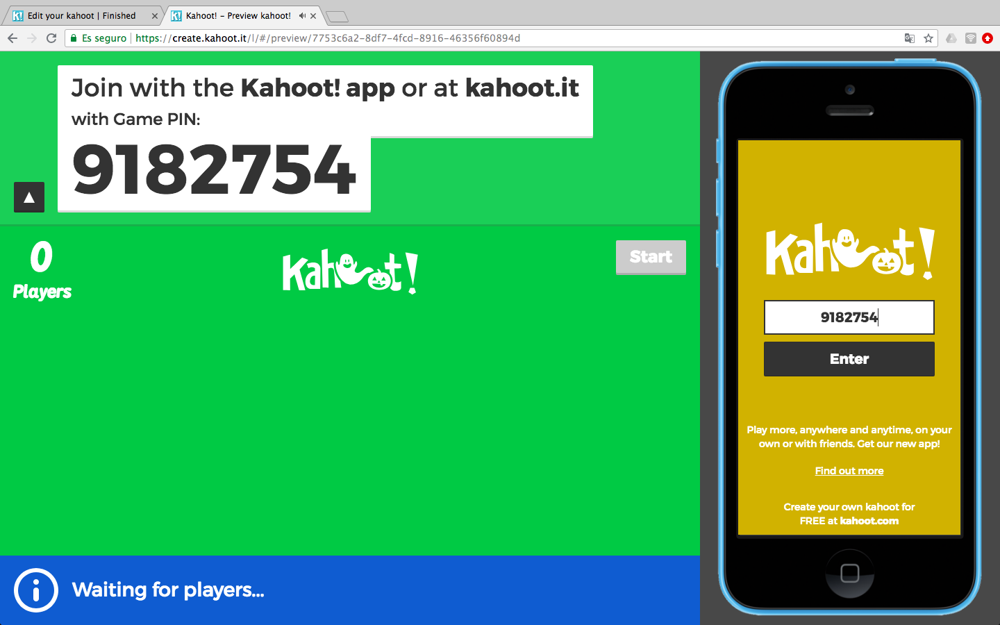 Edit your kahoot | Finished
Kahoot! – Preview kahoot!
Es seguro
https://create.kahoot.it/l/#/preview/7753c6a2-8df7-4fcd-8916-46356f60894d
Join with the Kahoot! app or at kahoot.it
with Game PIN:
9182754
0
Players
Kahoot!
Start
Waiting for players...
Kahoot!
9182754
Enter
Play more, anywhere and anytime, on your
own or with friends. Get our new app!
Find out more
Create your own kahoot for
FREE at kahoot.com